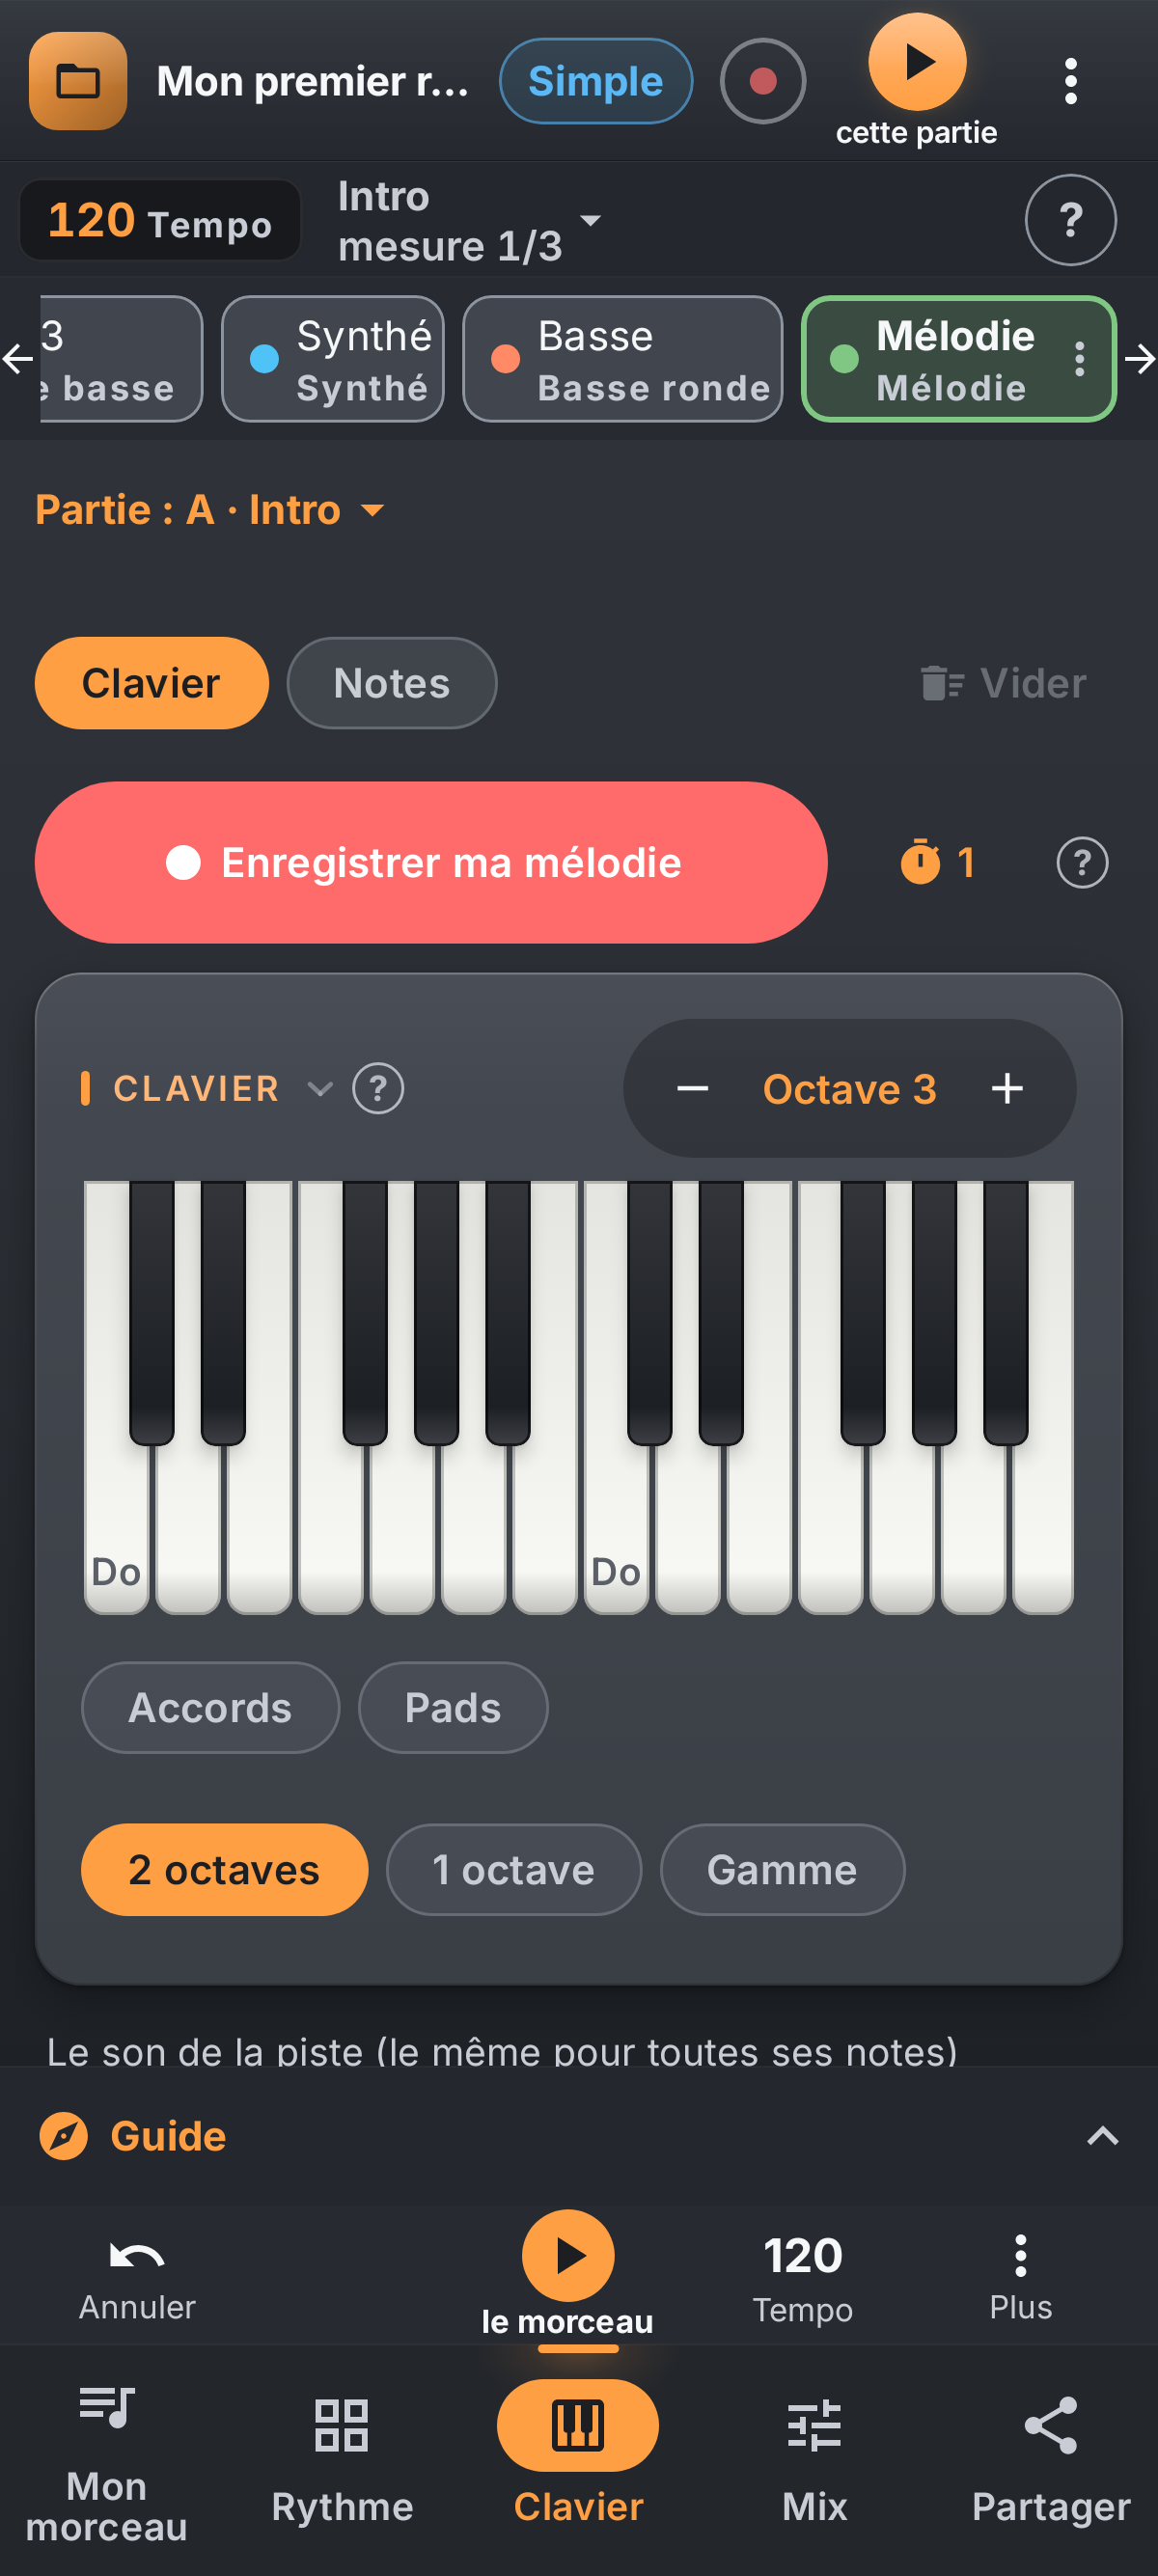 Mon premier r...
Simple
cette partie
120 Tempo
Intro
mesure 1/3
?
3
e basse
Synthé
Synthé
Basse
Basse ronde
Mélodie
Mélodie
Partie : A · Intro
Clavier
Notes
Vider
Enregistrer ma mélodie
1
?
CLAVIER
?
Octave 3
Do
Do
Accords
Pads
2 octaves
1 octave
Gamme
Le son de la piste (le même pour toutes ses notes)
Guide
Annuler
le morceau
120
Tempo
Plus
Mon
morceau
Rythme
Clavier
Mix
Partager